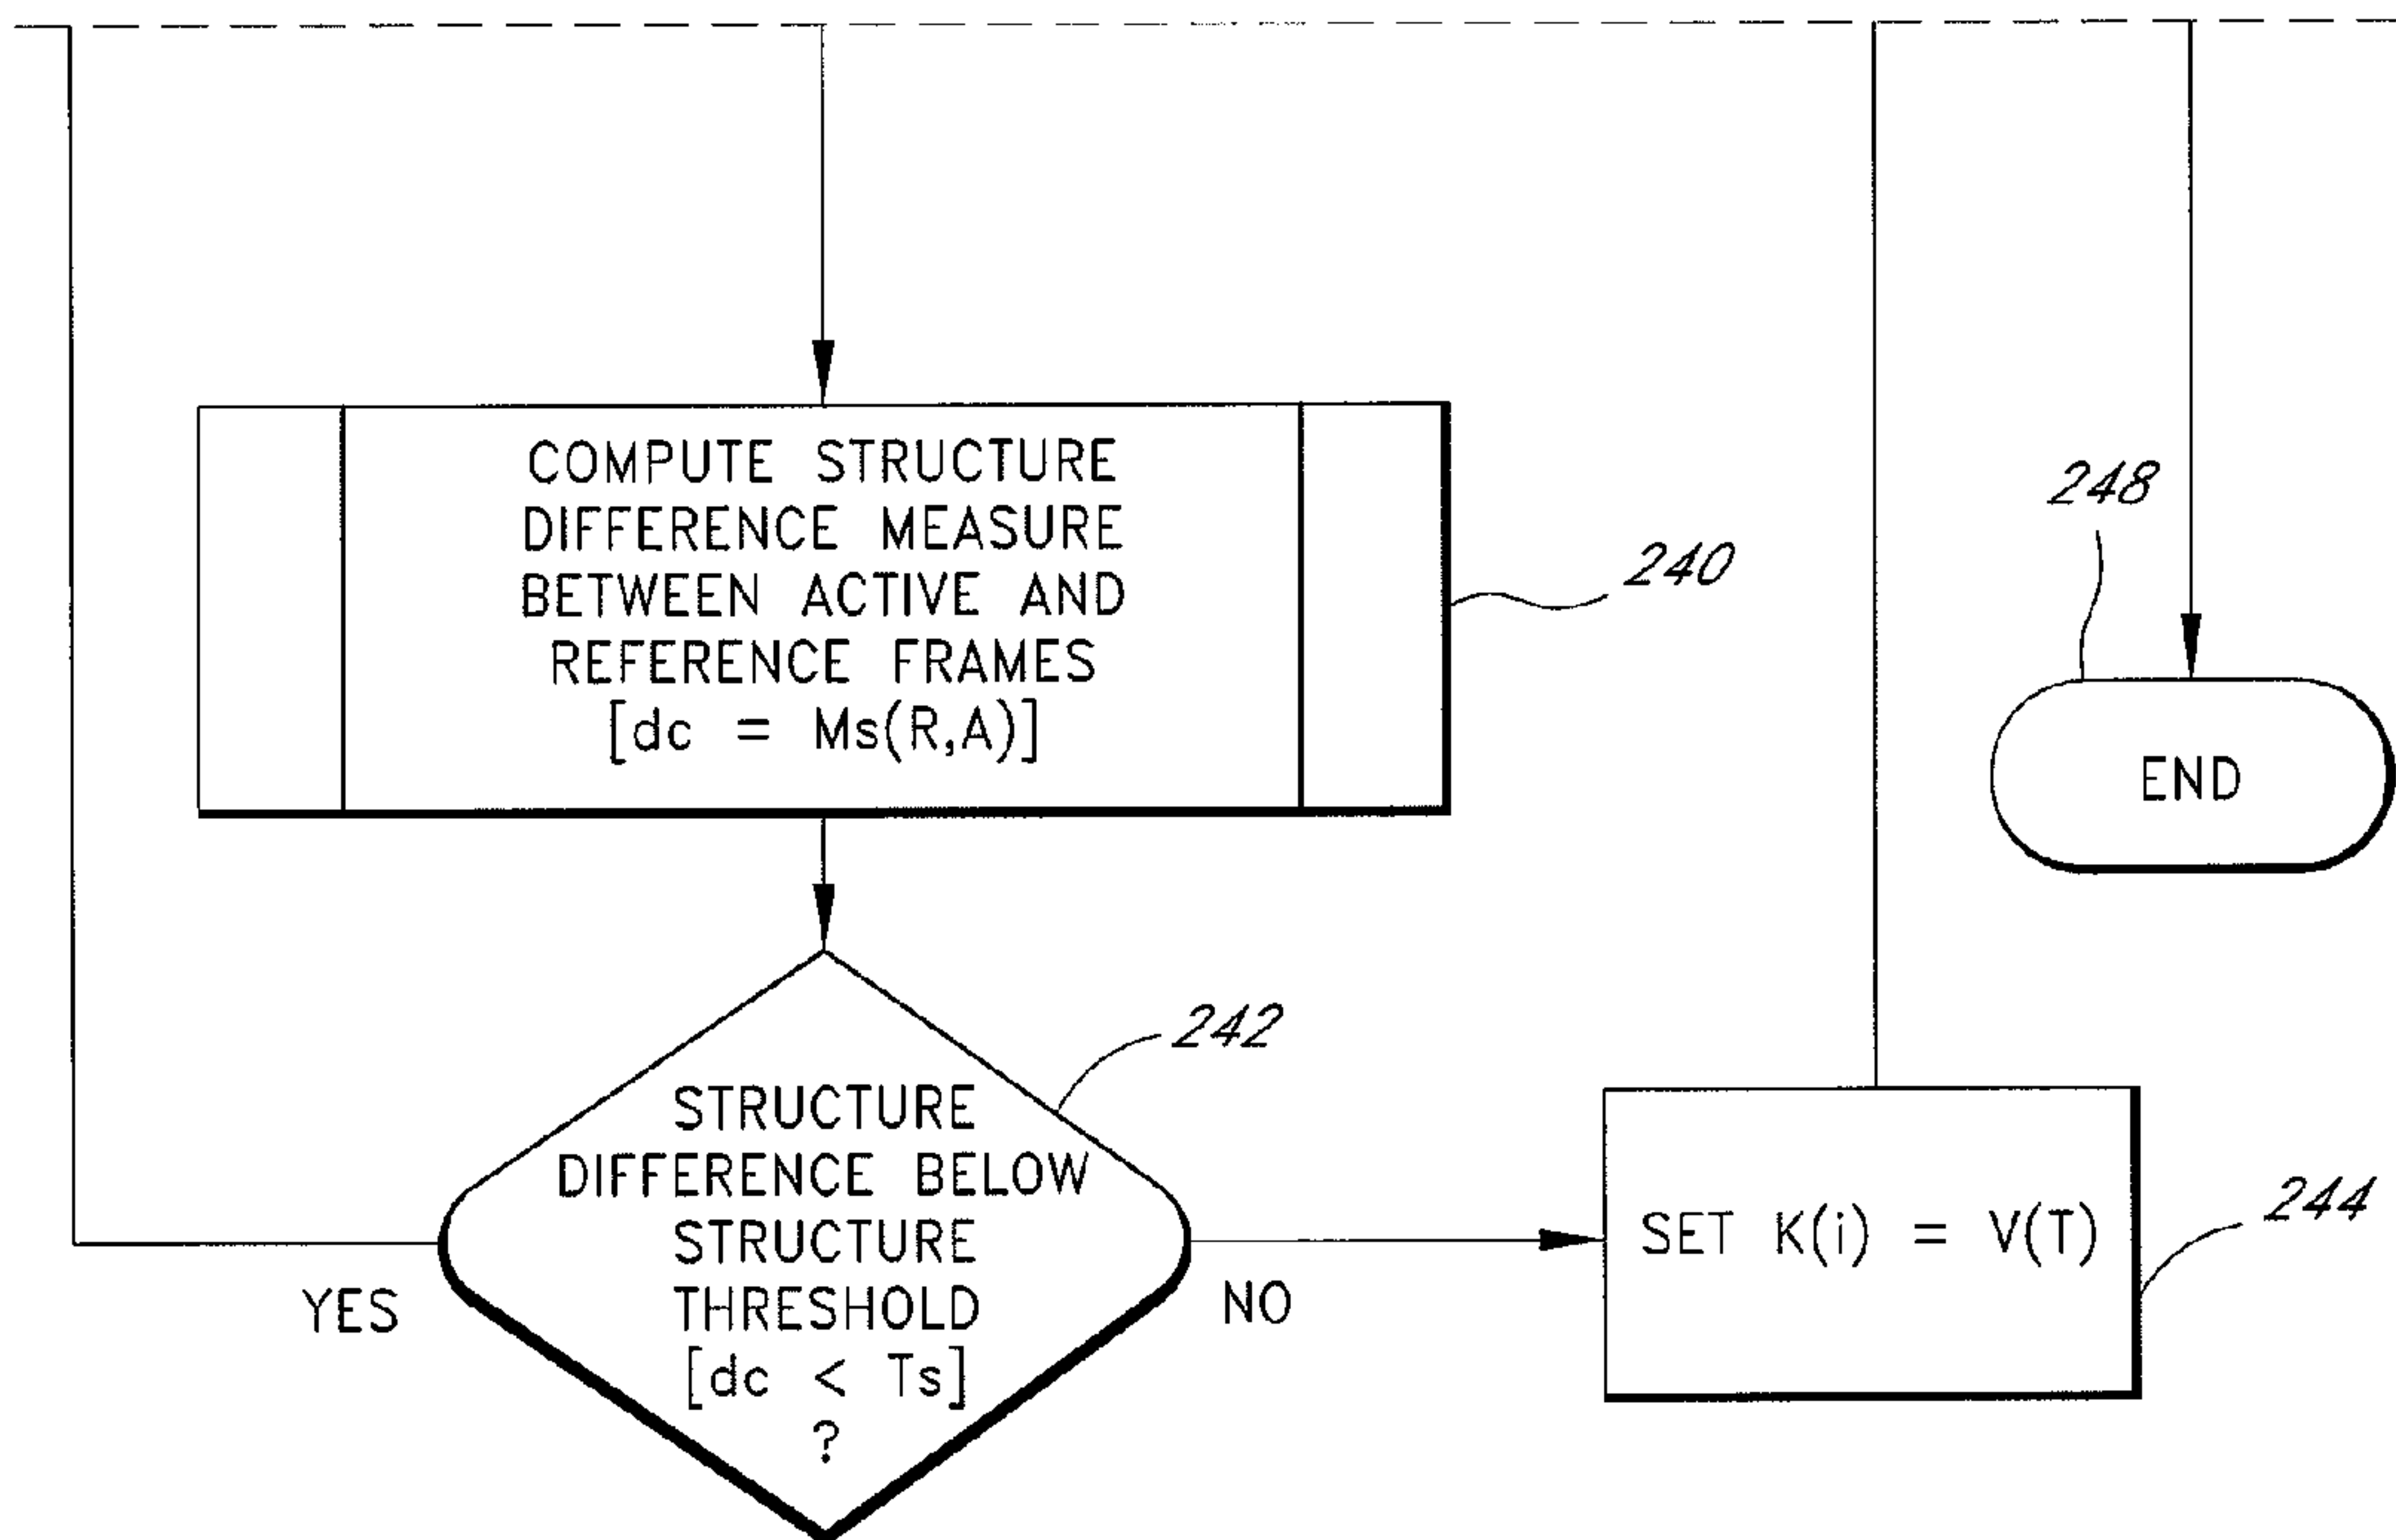 COMPUTE STRUCTURE
DIFFERENCE MEASURE
BETWEEN ACTIVE AND
REFERENCE FRAMES
[dc = Ms(R,A)]
240
248
END
242
STRUCTURE
DIFFERENCE BELOW
STRUCTURE
THRESHOLD
[dc < Ts]
?
YES
NO
SET K(i) = V(T)
244